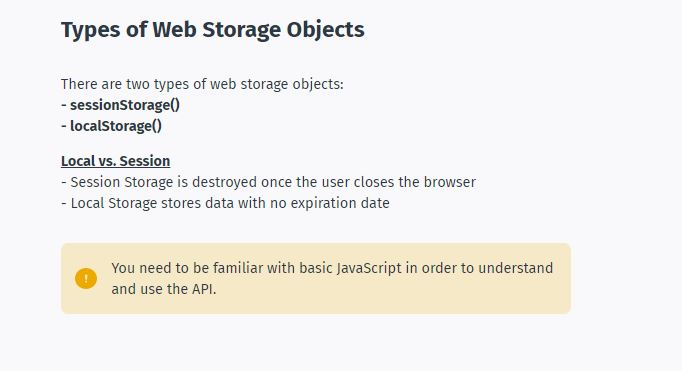 Types of Web Storage Objects
There are two types of web storage objects:
- sessionStorage()
- localStorage()
Local vs. Session
- Session Storage is destroyed once the user closes the browser
- Local Storage stores data with no expiration date
!
You need to be familiar with basic JavaScript in order to understand
and use the API.